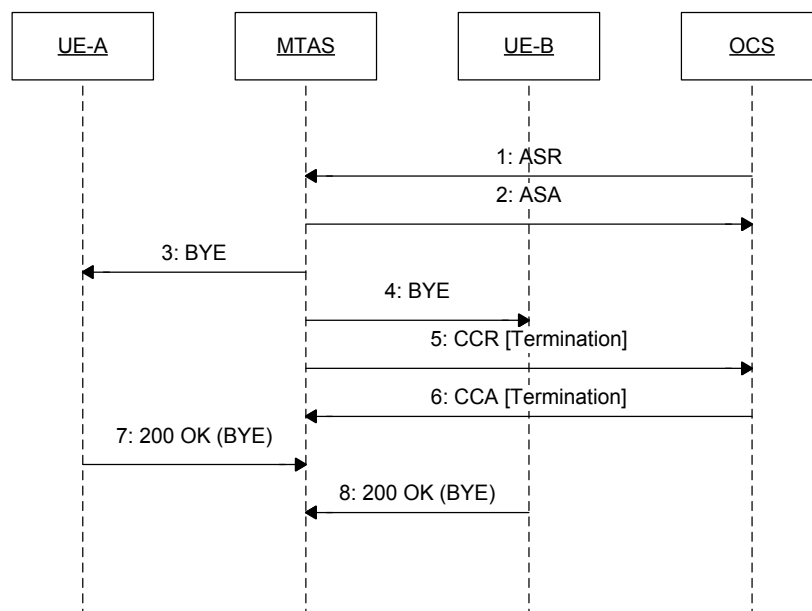 UE-A
MTAS
UE-B
OCS
1: ASR
2: ASA
3: BYE
4: BYE
5: CCR [Termination]
6: CCA [Termination]
7: 200 OK (BYE)
8: 200 OK (BYE)